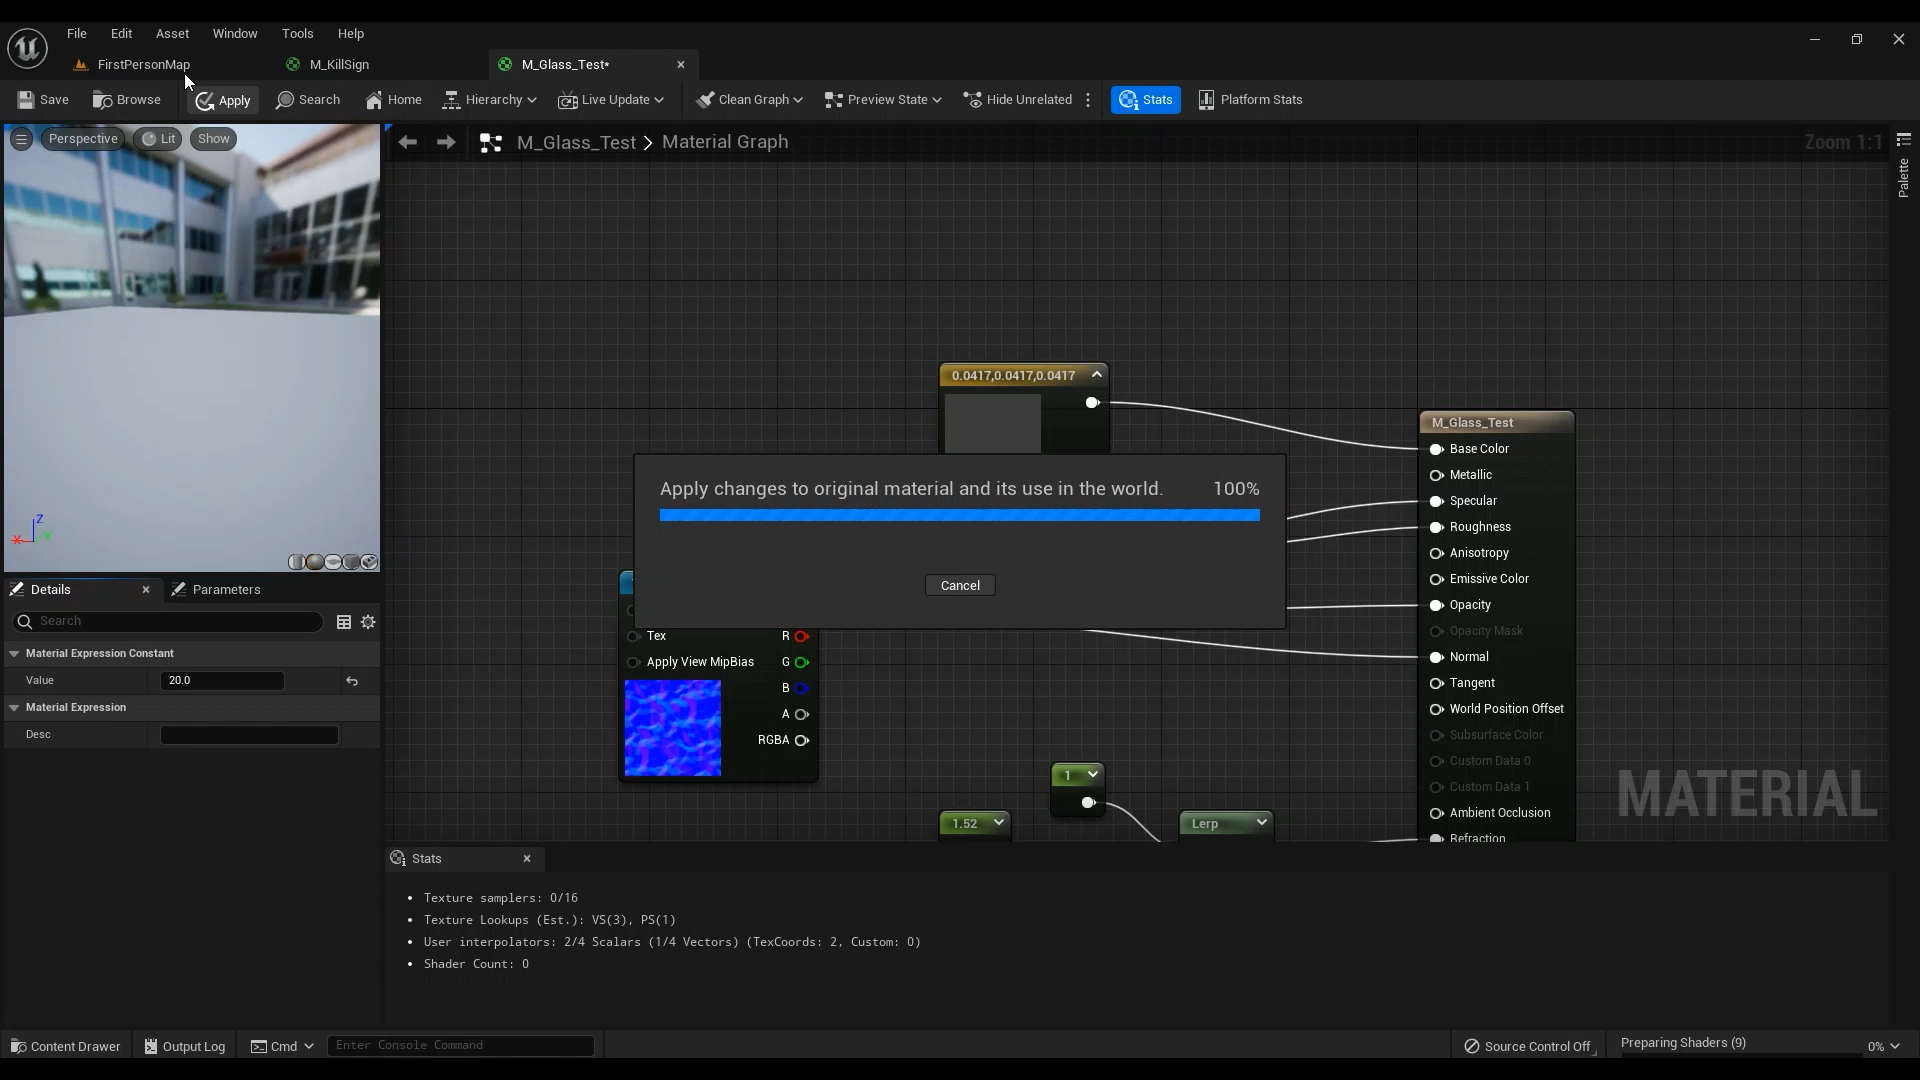 File Edit Asset Window Tools Help
FirstPersonMap M_KillSign M_Glass_Test*
Save Browse Apply Search Home Hierarchy Live Update Clean Graph Preview State Hide Unrelated Stats Platform Stats
Perspective Lit Show
M_Glass_Test > Material Graph
Zoom 1:1
Palette
0.0417,0.0417,0.0417
M_Glass_Test
Base Color
Metallic
Specular
Roughness
Anisotropy
Emissive Color
Opacity
Opacity Mask
Normal
Tangent
World Position Offset
Subsurface Color
Custom Data 0
Custom Data 1
Ambient Occlusion
Refraction
Apply changes to original material and its use in the world. 100%
Cancel
Tex R
Apply View MipBias G
B
A
RGBA
1
1.52
Lerp
MATERIAL
Z
X
Y
Details Parameters
Search
Material Expression Constant
Value 20.0
Material Expression
Desc
Stats
• Texture samplers: 0/16
• Texture Lookups (Est.): VS(3), PS(1)
• User interpolators: 2/4 Scalars (1/4 Vectors) (TexCoords: 2, Custom: 0)
• Shader Count: 0
Content Drawer Output Log Cmd Enter Console Command Source Control Off Preparing Shaders (9) 0%